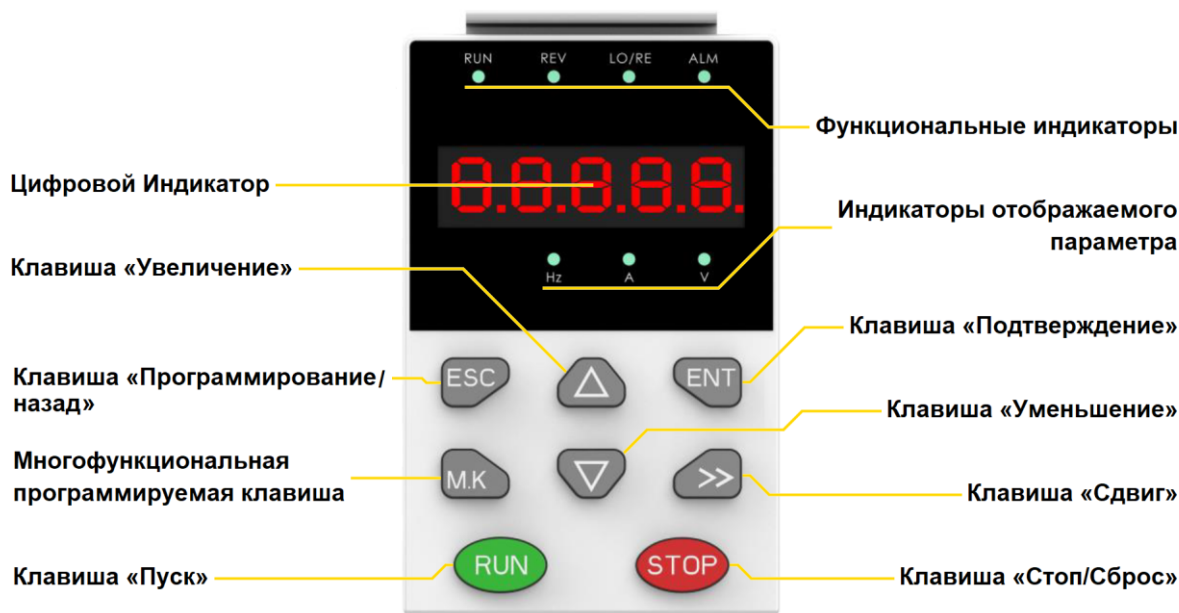 RUN REV LO/RE ALM
Функциональные индикаторы
Цифровой Индикатор
8.8.8.8.8.
Индикаторы отображаемого
параметра
Клавиша «Увеличение»
Hz A V
Клавиша «Подтверждение»
Клавиша «Программирование/
назад»
ESC
ENT
Клавиша «Уменьшение»
Многофункциональная
программируемая клавиша
M.K
>>
Клавиша «Сдвиг»
RUN
STOP
Клавиша «Пуск»
Клавиша «Стоп/Сброс»